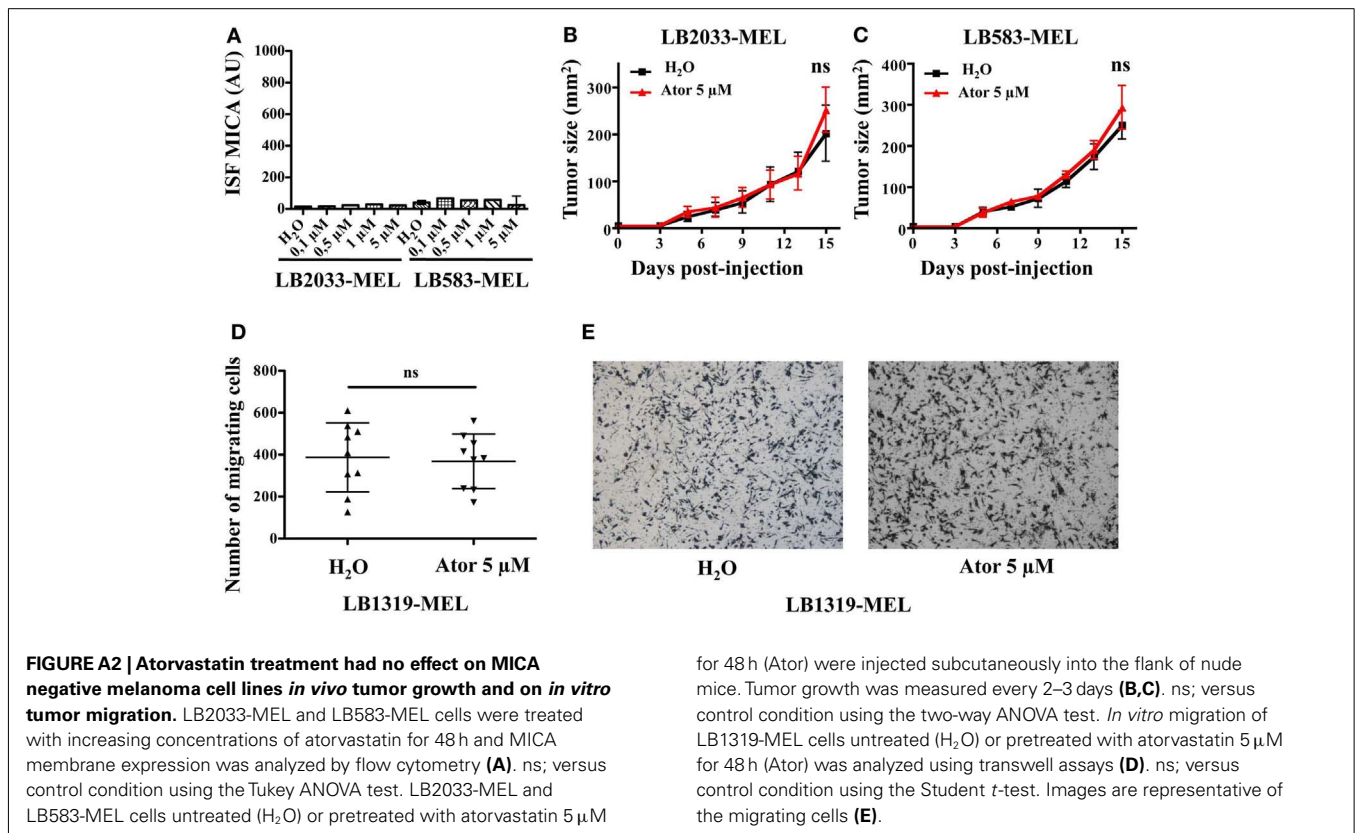 A
ISF MICA (AU)
1000
800
600
400
200
0
H₂O
0,1 µM
0,5 µM
1 µM
5 µM
H₂O
0,1 µM
0,5 µM
1 µM
5 µM
LB2033-MEL
LB583-MEL
B
LB2033-MEL
H₂O
Ator 5 µM
ns
Tumor size (mm²)
300
200
100
0
0 3 6 9 12 15
Days post-injection
C
LB583-MEL
H₂O
Ator 5 µM
ns
Tumor size (mm²)
400
300
200
100
0
0 3 6 9 12 15
Days post-injection
D
Number of migrating cells
800
600
400
200
0
ns
H₂O
Ator 5 µM
LB1319-MEL
E
H₂O
Ator 5 µM
LB1319-MEL
FIGURE A2 | Atorvastatin treatment had no effect on MICA
negative melanoma cell lines in vivo tumor growth and on in vitro
tumor migration. LB2033-MEL and LB583-MEL cells were treated
with increasing concentrations of atorvastatin for 48 h and MICA
membrane expression was analyzed by flow cytometry (A). ns; versus
control condition using the Tukey ANOVA test. LB2033-MEL and
LB583-MEL cells untreated (H₂O) or pretreated with atorvastatin 5 µM
for 48 h (Ator) were injected subcutaneously into the flank of nude
mice. Tumor growth was measured every 2–3 days (B,C). ns; versus
control condition using the two-way ANOVA test. In vitro migration of
LB1319-MEL cells untreated (H₂O) or pretreated with atorvastatin 5 µM
for 48 h (Ator) was analyzed using transwell assays (D). ns; versus
control condition using the Student t-test. Images are representative of
the migrating cells (E).